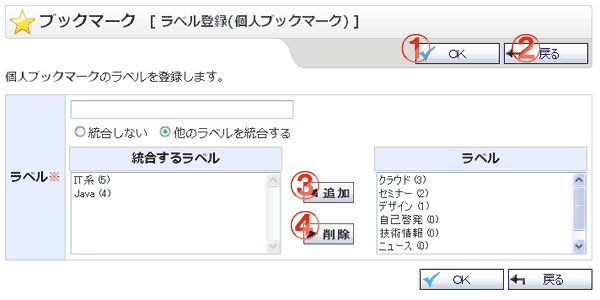 ブックマーク [ ラベル登録(個人ブックマーク) ]
① OK ② 戻る
個人ブックマークのラベルを登録します。
統合しない 他のラベルを統合する
ラベル※
統合するラベル ラベル
IT系 (5)
Java (4)
③ 追加
④ 削除
クラウド (3)
セミナー (2)
デザイン (1)
自己啓発 (0)
技術情報 (0)
ニュース (0)
OK 戻る